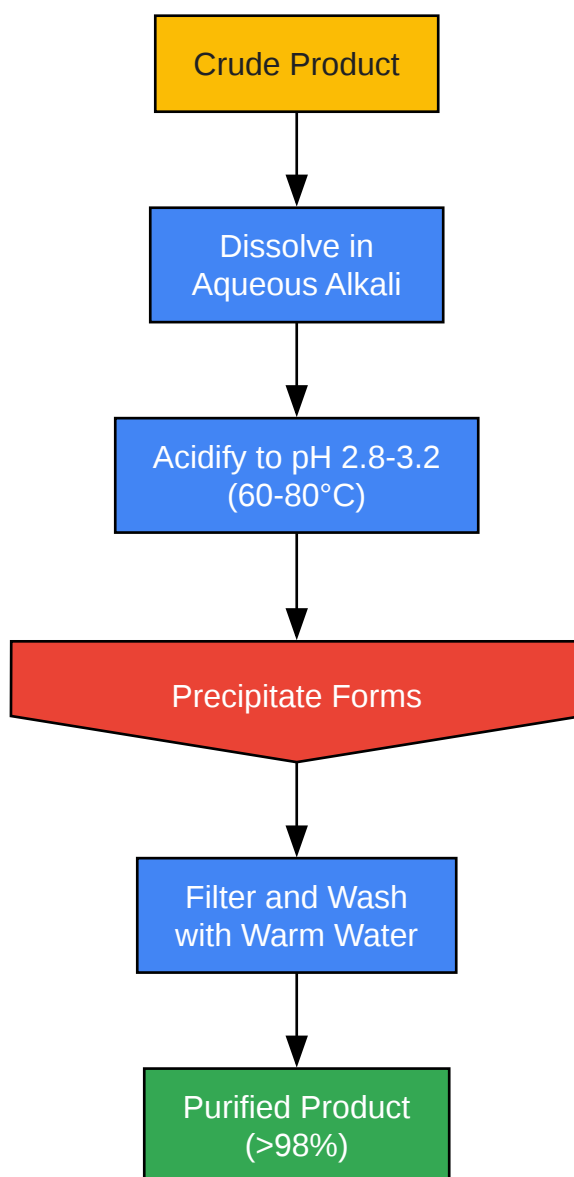 Crude Product
Dissolve in
Aqueous Alkali
Acidify to pH 2.8-3.2
(60-80°C)
Precipitate Forms
Filter and Wash
with Warm Water
Purified Product
(>98%)